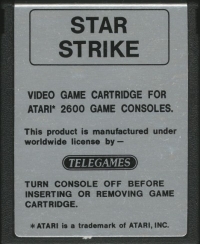 STAR
STRIKE
VIDEO GAME CARTRIDGE FOR
ATARI* 2600 GAME CONSOLES.
This product is manufactured under
worldwide license by —
TELEGAMES
TURN CONSOLE OFF BEFORE
INSERTING OR REMOVING GAME
CARTRIDGE.
*ATARI is a trademark of ATARI, INC.